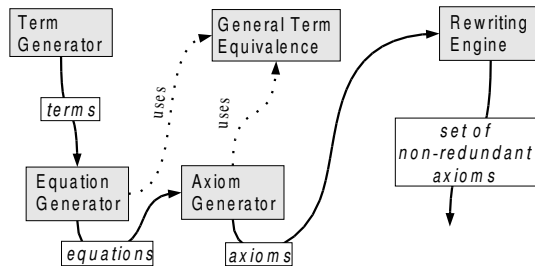 Term
Generator
General Term
Equivalence
Rewriting
Engine
terms
uses
uses
set of
non-redundant
axioms
Equation
Generator
Axiom
Generator
equations
axioms